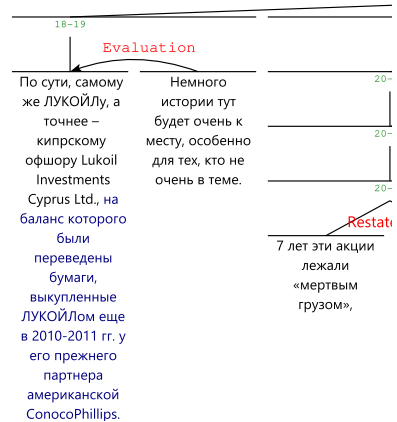 18-19
Evaluation
По сути, самому
же ЛУКОЙЛу, а
точнее –
кипрскому
офшору Lukoil
Investments
Cyprus Ltd., на
баланс которого
были
переведены
бумаги,
выкупленные
ЛУКОЙЛом еще
в 2010-2011 гг. у
его прежнего
партнера
американской
ConocoPhillips.
Немного
истории тут
будет очень к
месту, особенно
для тех, кто не
очень в теме.
20-
20-
20-
7 лет эти акции
лежали
«мертвым
грузом»,